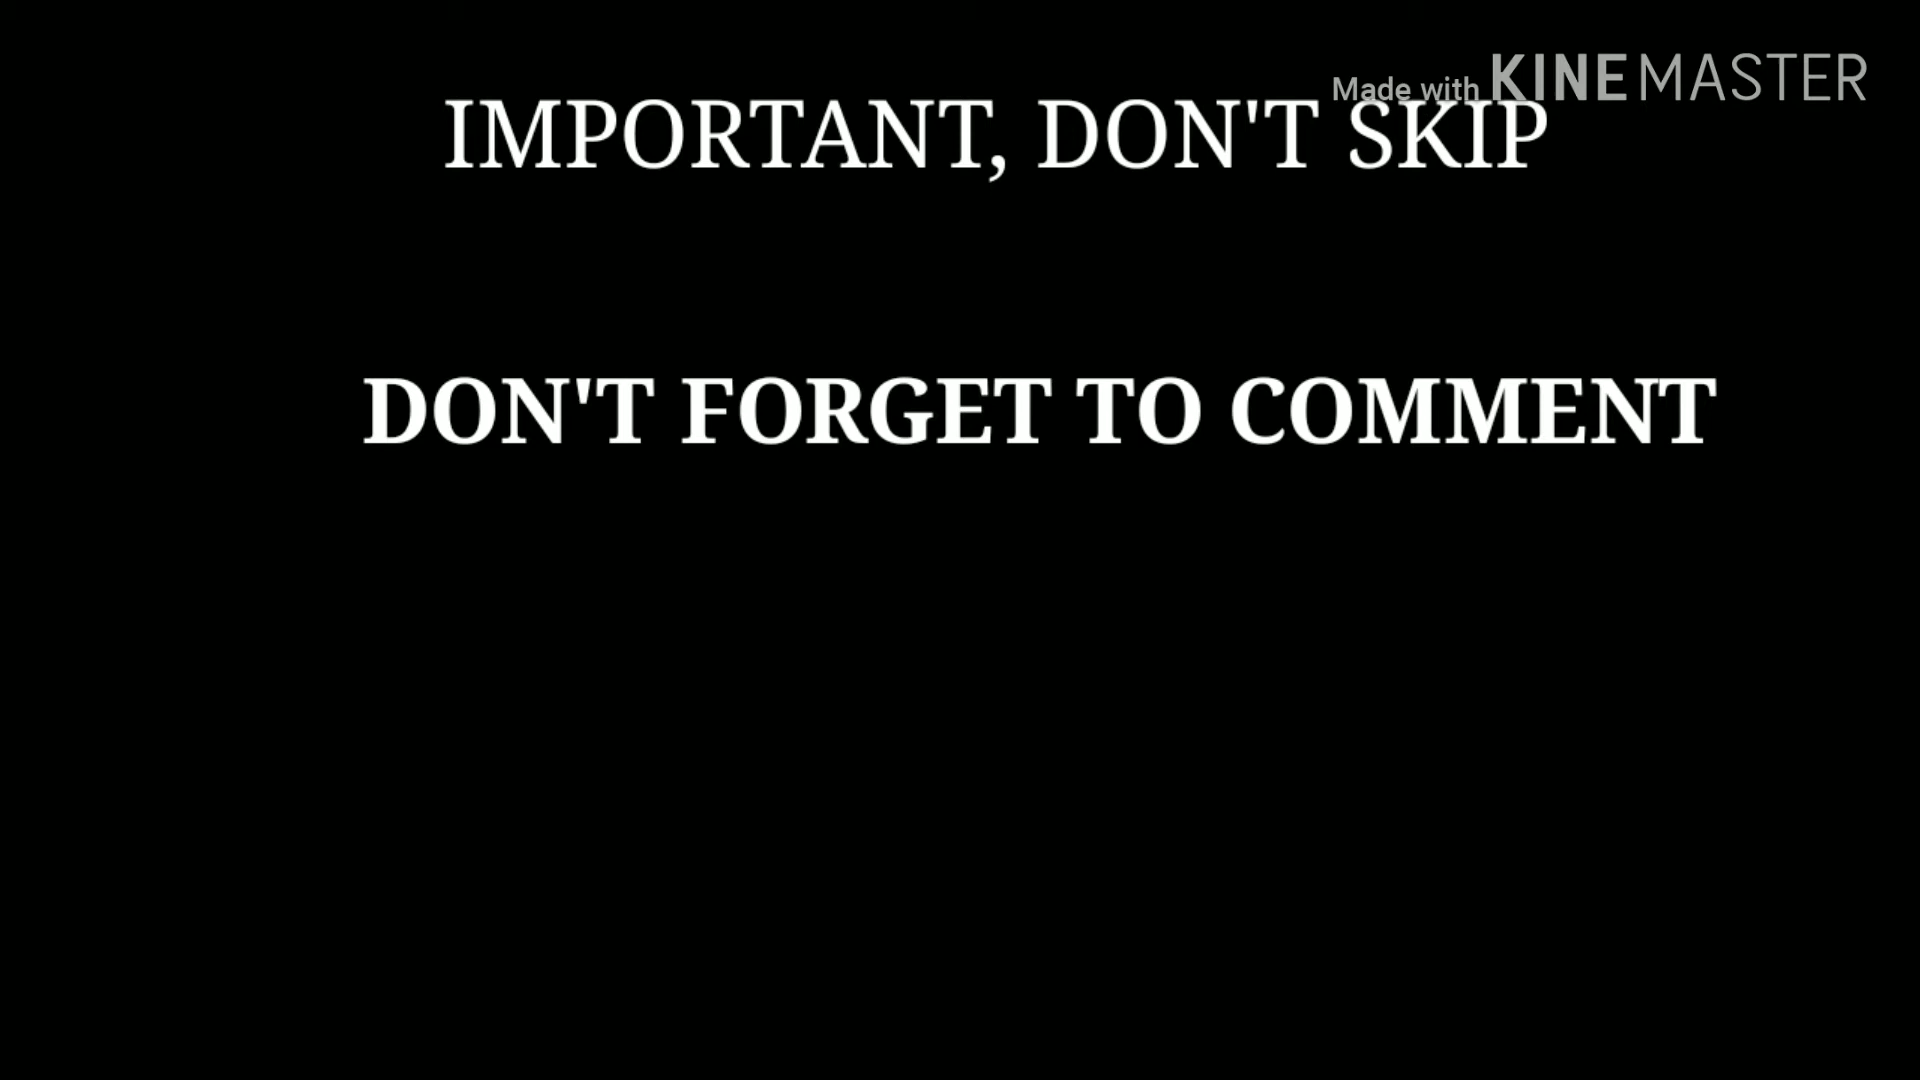 Made with KINEMASTER
IMPORTANT, DON'T SKIP
DON'T FORGET TO COMMENT